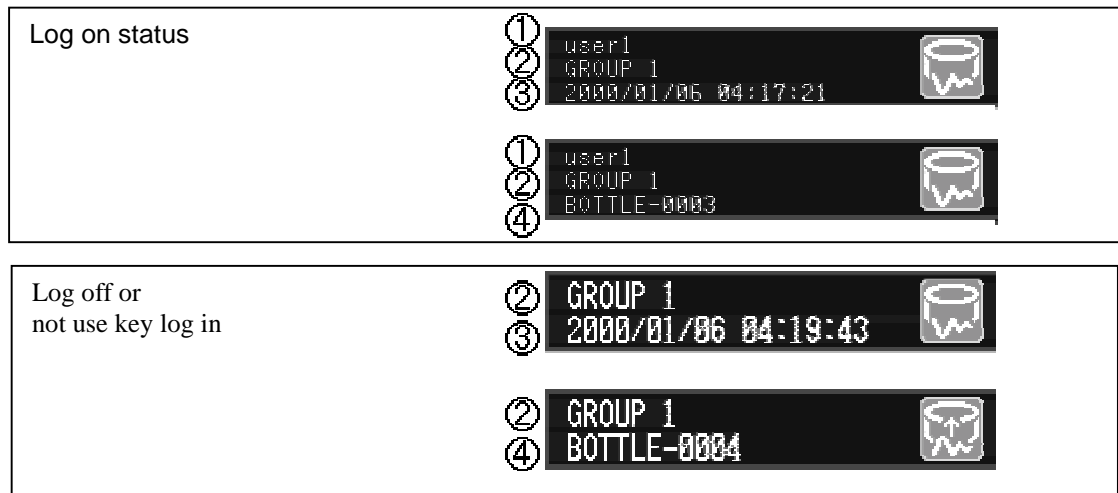 Log on status
① user1
② GROUP 1
③ 2000/01/06 04:17:21
① user1
② GROUP 1
④ BOTTLE-0003
Log off or
not use key log in
② GROUP 1
③ 2000/01/06 04:19:43
② GROUP 1
④ BOTTLE-0004